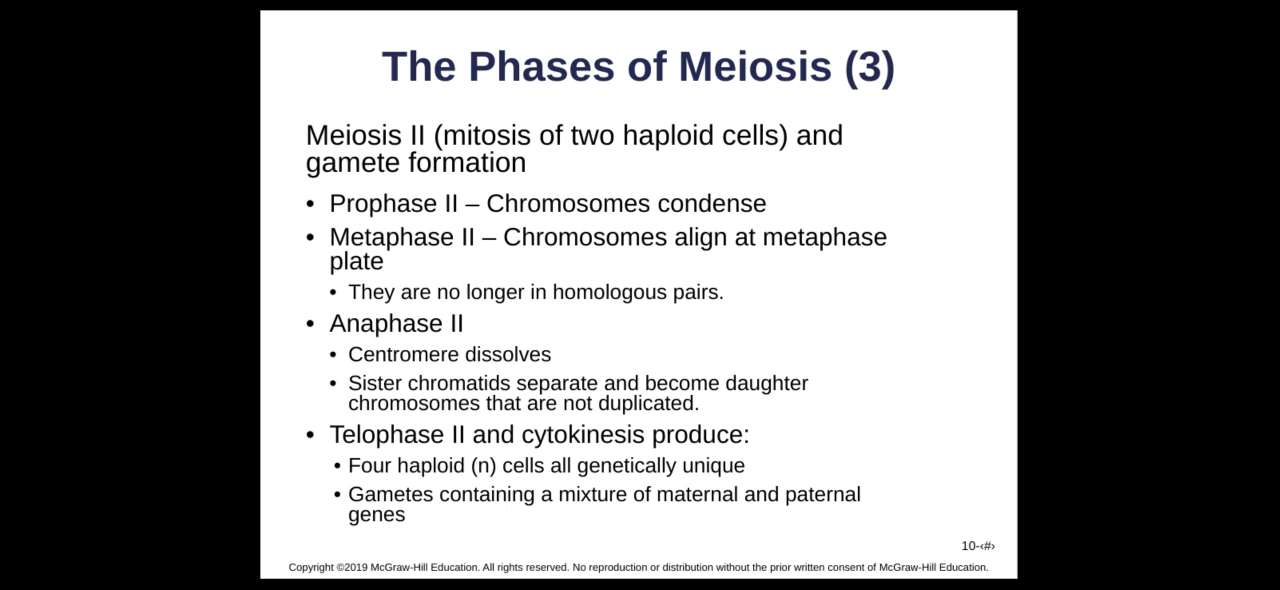 The Phases of Meiosis (3)
Meiosis II (mitosis of two haploid cells) and
gamete formation
• Prophase II – Chromosomes condense
• Metaphase II – Chromosomes align at metaphase
plate
• They are no longer in homologous pairs.
• Anaphase II
• Centromere dissolves
• Sister chromatids separate and become daughter
chromosomes that are not duplicated.
• Telophase II and cytokinesis produce:
• Four haploid (n) cells all genetically unique
• Gametes containing a mixture of maternal and paternal
genes
10-‹#›
Copyright ©2019 McGraw-Hill Education. All rights reserved. No reproduction or distribution without the prior written consent of McGraw-Hill Education.